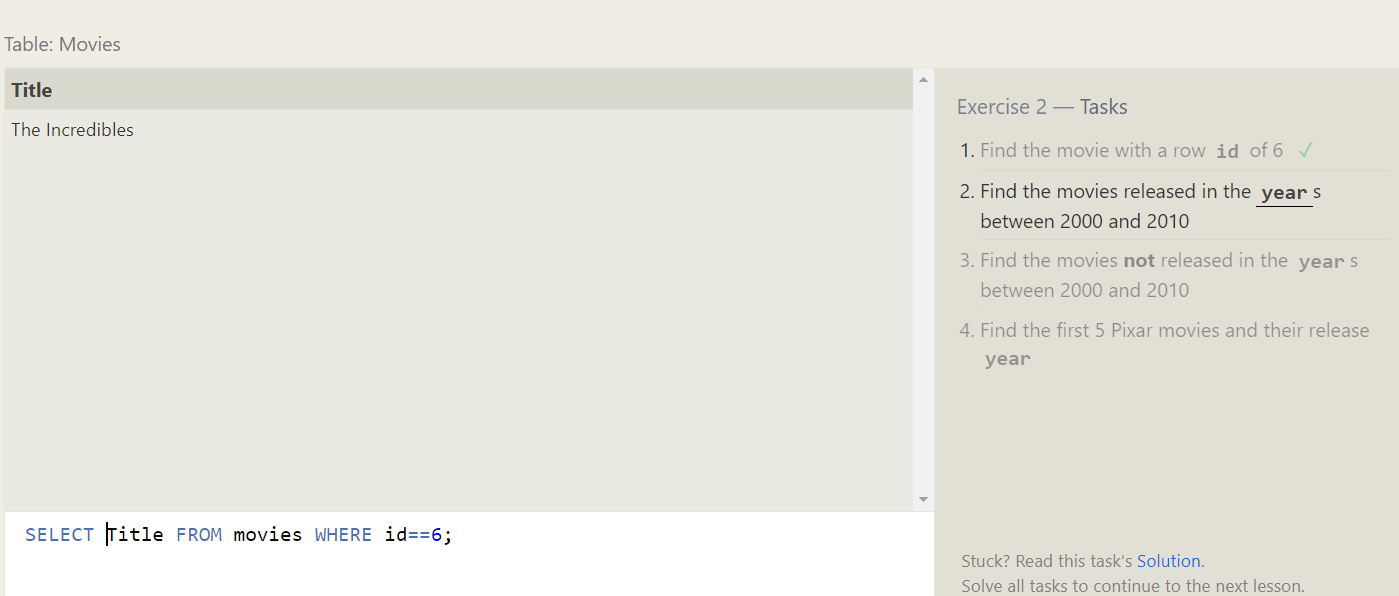 Table: Movies
Title
The Incredibles
Exercise 2 — Tasks
1. Find the movie with a row id of 6 ✓
2. Find the movies released in the year s
between 2000 and 2010
3. Find the movies not released in the year s
between 2000 and 2010
4. Find the first 5 Pixar movies and their release
year
SELECT Title FROM movies WHERE id==6;
Stuck? Read this task's Solution.
Solve all tasks to continue to the next lesson.